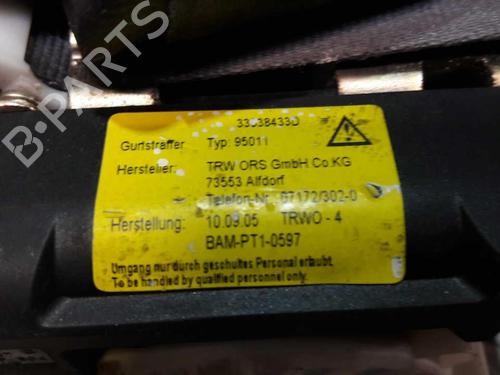 B-PARTS
33038433D
Gurtstraffer Typ: 9501I
Hersteller: TRW ORS GmbH Co.KG
73553 Alfdorf
Telefon-Nr. 07172/302-0
Herstellung: 10.09.05 TRWO - 4
BAM-PT1-0597
Umgang nur durch geschultes Personal erlaubt.
To be handled by qualified personnel only.